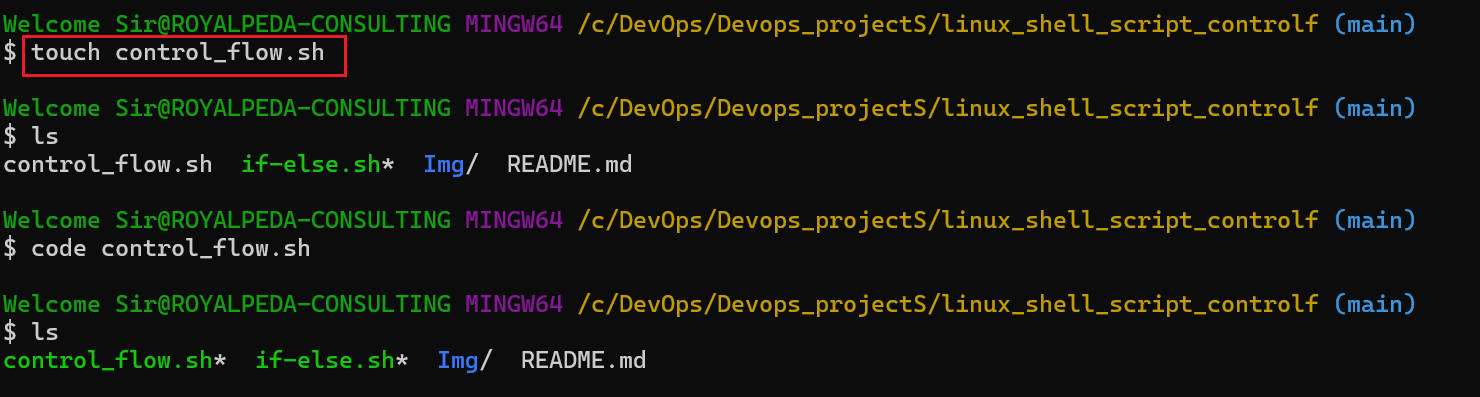 Welcome Sir@ROYALPEDA-CONSULTING MINGW64 /c/DevOps/Devops_projectS/linux_shell_script_controlf (main)
$ touch control_flow.sh
Welcome Sir@ROYALPEDA-CONSULTING MINGW64 /c/DevOps/Devops_projectS/linux_shell_script_controlf (main)
$ ls
control_flow.sh  if-else.sh*  Img/  README.md
Welcome Sir@ROYALPEDA-CONSULTING MINGW64 /c/DevOps/Devops_projectS/linux_shell_script_controlf (main)
$ code control_flow.sh
Welcome Sir@ROYALPEDA-CONSULTING MINGW64 /c/DevOps/Devops_projectS/linux_shell_script_controlf (main)
$ ls
control_flow.sh*  if-else.sh*  Img/  README.md